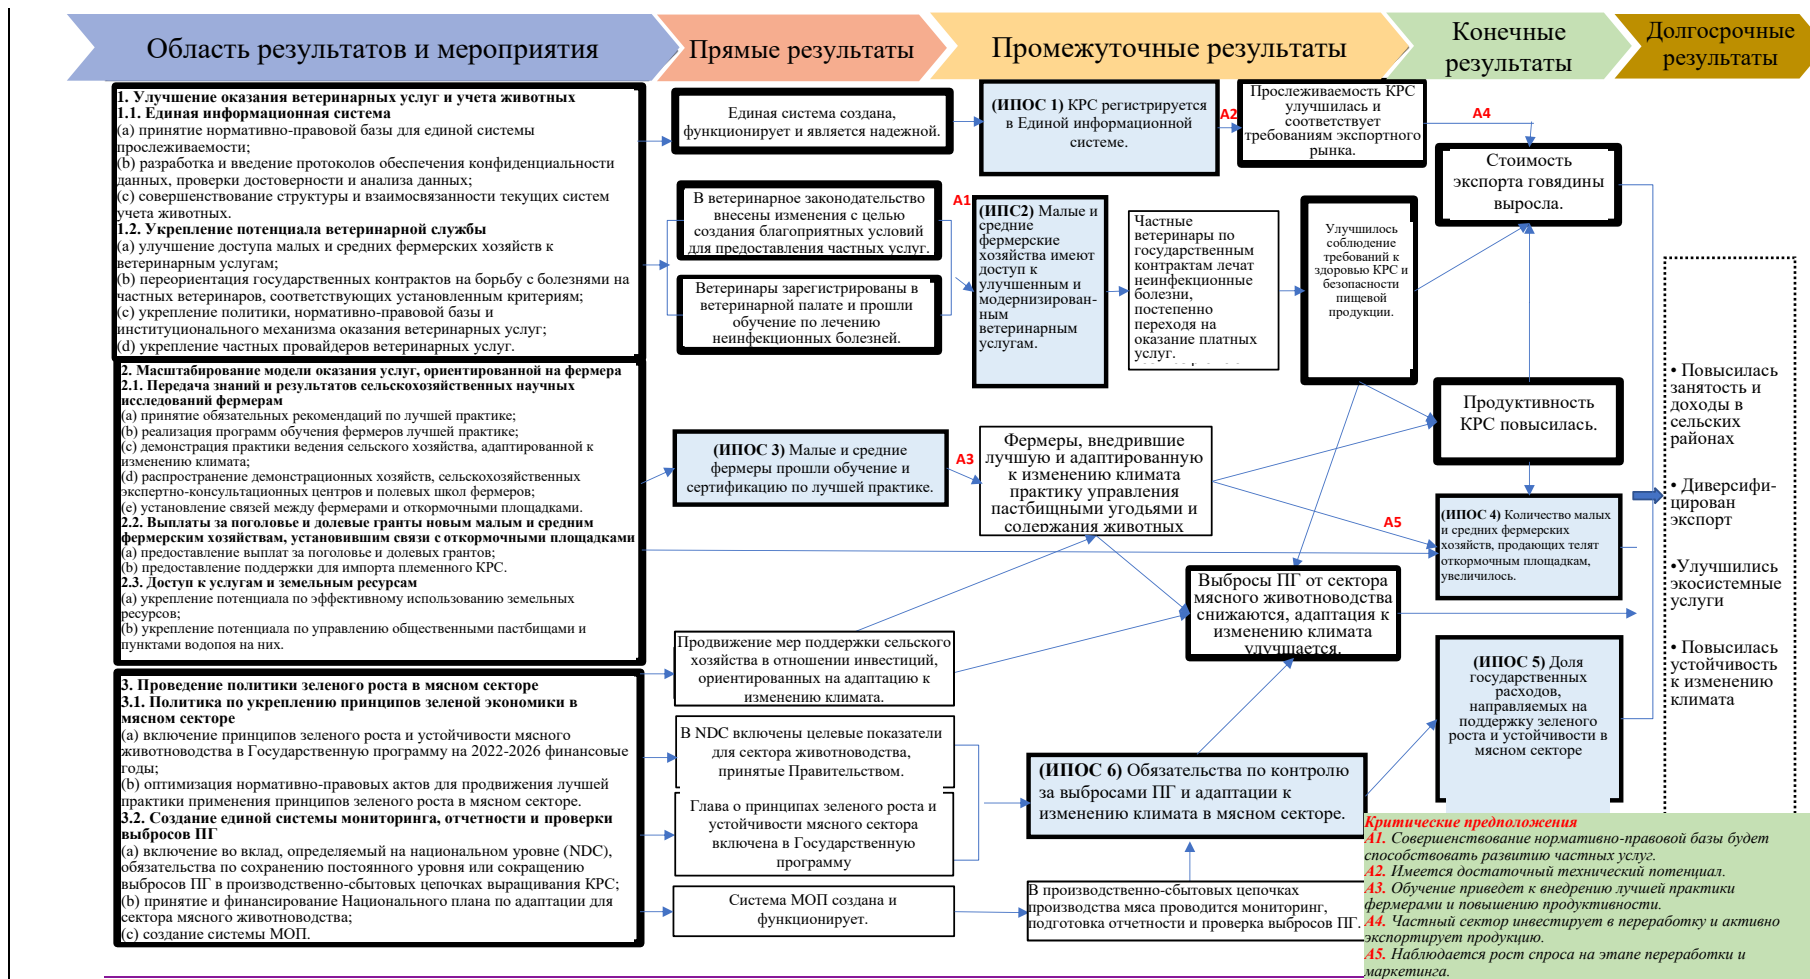 Область результатов и мероприятия
Прямые результаты
Промежуточные результаты
Конечные
результаты
Долгосрочные
результаты
1. Улучшение оказания ветеринарных услуг и учета животных
1.1. Единая информационная система
(a) принятие нормативно-правовой базы для единой системы
прослеживаемости;
(b) разработка и введение протоколов обеспечения конфиденциальности
данных, проверки достоверности и анализа данных;
(c) совершенствование структуры и взаимосвязанности текущих систем
учета животных.
1.2. Укрепление потенциала ветеринарной службы
(a) улучшение доступа малых и средних фермерских хозяйств к
ветеринарным услугам;
(b) переориентация государственных контрактов на борьбу с болезнями на
частных ветеринаров, соответствующих установленным критериям;
(c) укрепление политики, нормативно-правовой базы и
институционального механизма оказания ветеринарных услуг;
(d) укрепление частных провайдеров ветеринарных услуг.
2. Масштабирование модели оказания услуг, ориентированной на фермера
2.1. Передача знаний и результатов сельскохозяйственных научных
исследований фермерам
(a) принятие обязательных рекомендаций по лучшей практике;
(b) реализация программ обучения фермеров лучшей практике;
(c) демонстрация практики ведения сельского хозяйства, адаптированной к
изменению климата;
(d) распространение демонстрационных хозяйств, сельскохозяйственных
экспертно-консультационных центров и полевых школ фермеров;
(e) установление связей между фермерами и откормочными площадками.
2.2. Выплаты за поголовье и долевые гранты новым малым и средним
фермерским хозяйствам, установившим связи с откормочными площадками
(a) предоставление выплат за поголовье и долевых грантов;
(b) предоставление поддержки для импорта племенного КРС.
2.3. Доступ к услугам и земельным ресурсам
(a) укрепление потенциала по эффективному использованию земельных
ресурсов;
(b) укрепление потенциала по управлению общественными пастбищами и
пунктами водопоя на них.
3. Проведение политики зеленого роста в мясном секторе
3.1. Политика по укреплению принципов зеленой экономики в
мясном секторе
(a) включение принципов зеленого роста и устойчивости мясного
животноводства в Государственную программу на 2022-2026 финансовые
годы;
(b) оптимизация нормативно-правовых актов для продвижения лучшей
практики применения принципов зеленого роста в мясном секторе.
3.2. Создание единой системы мониторинга, отчетности и проверки
выбросов ПГ
(a) включение во вклад, определяемый на национальном уровне (NDC),
обязательства по сохранению постоянного уровня или сокращению
выбросов ПГ в производственно-сбытовых цепочках выращивания КРС;
(b) принятие и финансирование Национального плана по адаптации для
сектора мясного животноводства;
(c) создание системы МОП.
Единая система создана,
функционирует и является надежной.
В ветеринарное законодательство
внесены изменения с целью
создания благоприятных условий
для предоставления частных услуг.
Ветеринары зарегистрированы в
ветеринарной палате и прошли
обучение по лечению
неинфекционных болезней.
(ИПОС 3) Малые и средние
фермеры прошли обучение и
сертификацию по лучшей практике.
Продвижение мер поддержки сельского
хозяйства в отношении инвестиций,
ориентированных на адаптацию к
изменению климата.
В NDC включены целевые показатели
для сектора животноводства,
принятые Правительством.
Глава о принципах зеленого роста и
устойчивости мясного сектора
включена в Государственную
программу
Система МОП создана и
функционирует.
A1
A3
(ИПОС 1) КРС регистрируется
в Единой информационной
системе.
A2
Прослеживаемость КРС
улучшилась и
соответствует
требованиям экспортного
рынка.
A4
(ИПС2) Малые и
средние
фермерские
хозяйства имеют
доступ к
улучшенным и
модернизирован-
ным
ветеринарным
услугам.
Частные
ветеринары по
государственным
контрактам лечат
неинфекционные
болезни,
постепенно
переходя на
оказание платных
услуг.
Улучшилось
соблюдение
требований к
здоровью КРС и
безопасности
пищевой
продукции.
Фермеры, внедрившие
лучшую и адаптированную
к изменению климата
практику управления
пастбищными угодьями и
содержания животных
A5
Выбросы ПГ от сектора
мясного животноводства
снижаются, адаптация к
изменению климата
улучшается.
(ИПОС 6) Обязательства по контролю
за выбросами ПГ и адаптации к
изменению климата в мясном секторе.
В производственно-сбытовых цепочках
производства мяса проводится мониторинг,
подготовка отчетности и проверка выбросов ПГ.
Стоимость
экспорта говядины
выросла.
Продуктивность
КРС повысилась.
(ИПОС 4) Количество малых
и средних фермерских
хозяйств, продающих телят
откормочным площадкам,
увеличилось.
(ИПОС 5) Доля
государственных
расходов,
направляемых на
поддержку зеленого
роста и устойчивости в
мясном секторе
• Повысилась
занятость и
доходы в
сельских
районах
• Диверсифи-
цирован
экспорт
•Улучшились
экосистемные
услуги
• Повысилась
устойчивость
к изменению
климата
Критические предположения
A1. Совершенствование нормативно-правовой базы будет
способствовать развитию частных услуг.
A2. Имеется достаточный технический потенциал.
A3. Обучение приведет к внедрению лучшей практики
фермерами и повышению продуктивности.
A4. Частный сектор инвестирует в переработку и активно
экспортирует продукцию.
A5. Наблюдается рост спроса на этапе переработки и
маркетинга.